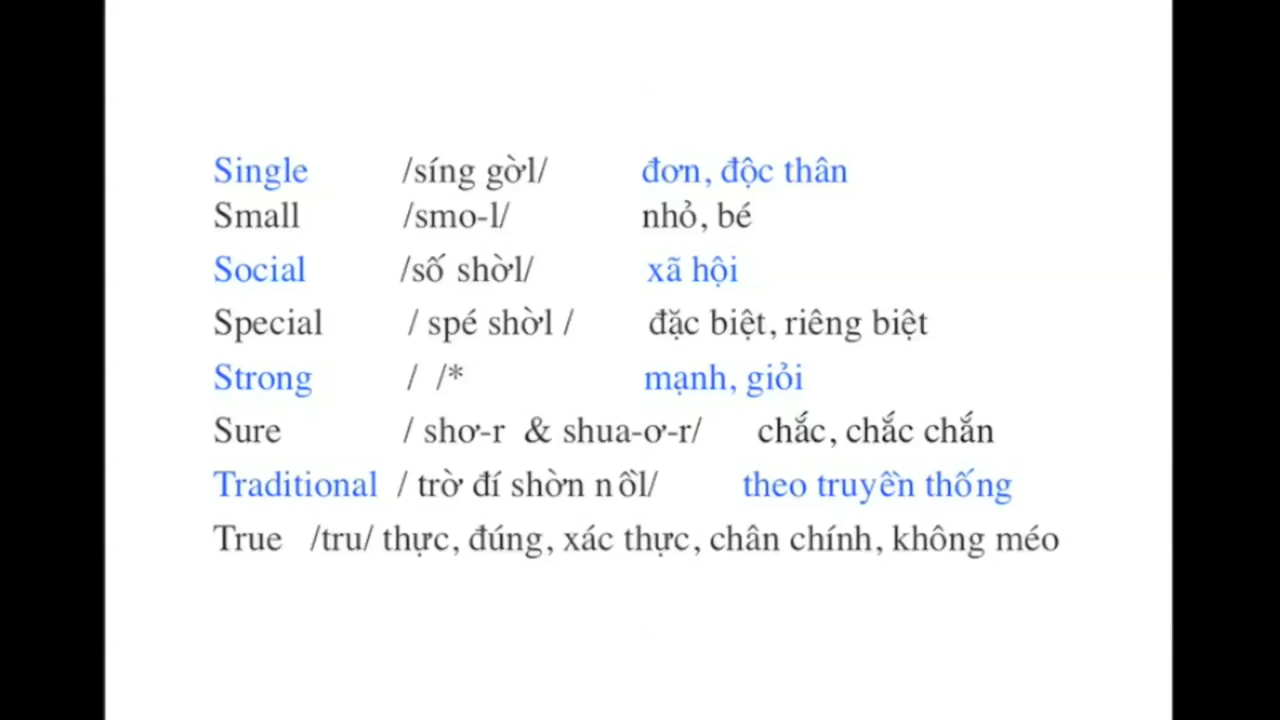 Single /síng gờl/ đơn, độc thân
Small /smo-l/ nhỏ, bé
Social /số shờl/ xã hội
Special / spé shờl / đặc biệt, riêng biệt
Strong / /* mạnh, giỏi
Sure / shơ-r & shua-ơ-r/ chắc, chắc chắn
Traditional / trờ đí shờn nồl/ theo truyền thống
True /tru/ thực, đúng, xác thực, chân chính, không méo